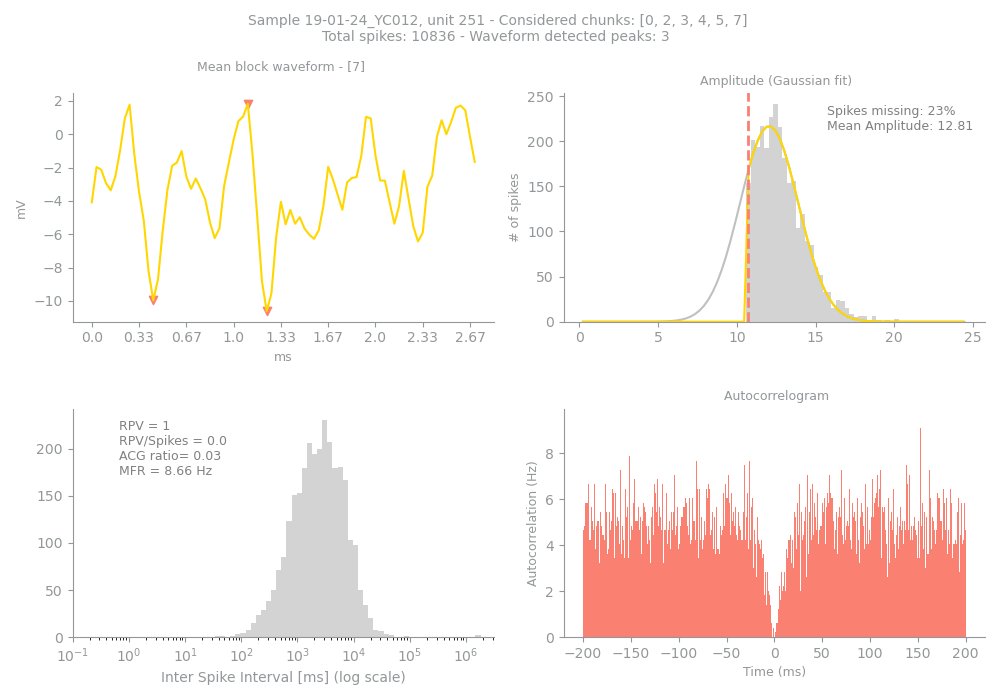 Sample 19-01-24_YC012, unit 251 - Considered chunks: [0, 2, 3, 4, 5, 7]
Total spikes: 10836 - Waveform detected peaks: 3
Mean block waveform - [7]
2
0
−2
−4
−6
−8
−10
mV
0.0 0.33 0.67 1.0 1.33 1.67 2.0 2.33 2.67
ms
Amplitude (Gaussian fit)
Spikes missing: 23%
Mean Amplitude: 12.81
250
200
150
100
50
0
# of spikes
0 5 10 15 20 25
RPV = 1
RPV/Spikes = 0.0
ACG ratio= 0.03
MFR = 8.66 Hz
200
150
100
50
0
10⁻¹ 10⁰ 10¹ 10² 10³ 10⁴ 10⁵ 10⁶
Inter Spike Interval [ms] (log scale)
Autocorrelogram
8
6
4
2
0
Autocorrelation (Hz)
−200 −150 −100 −50 0 50 100 150 200
Time (ms)